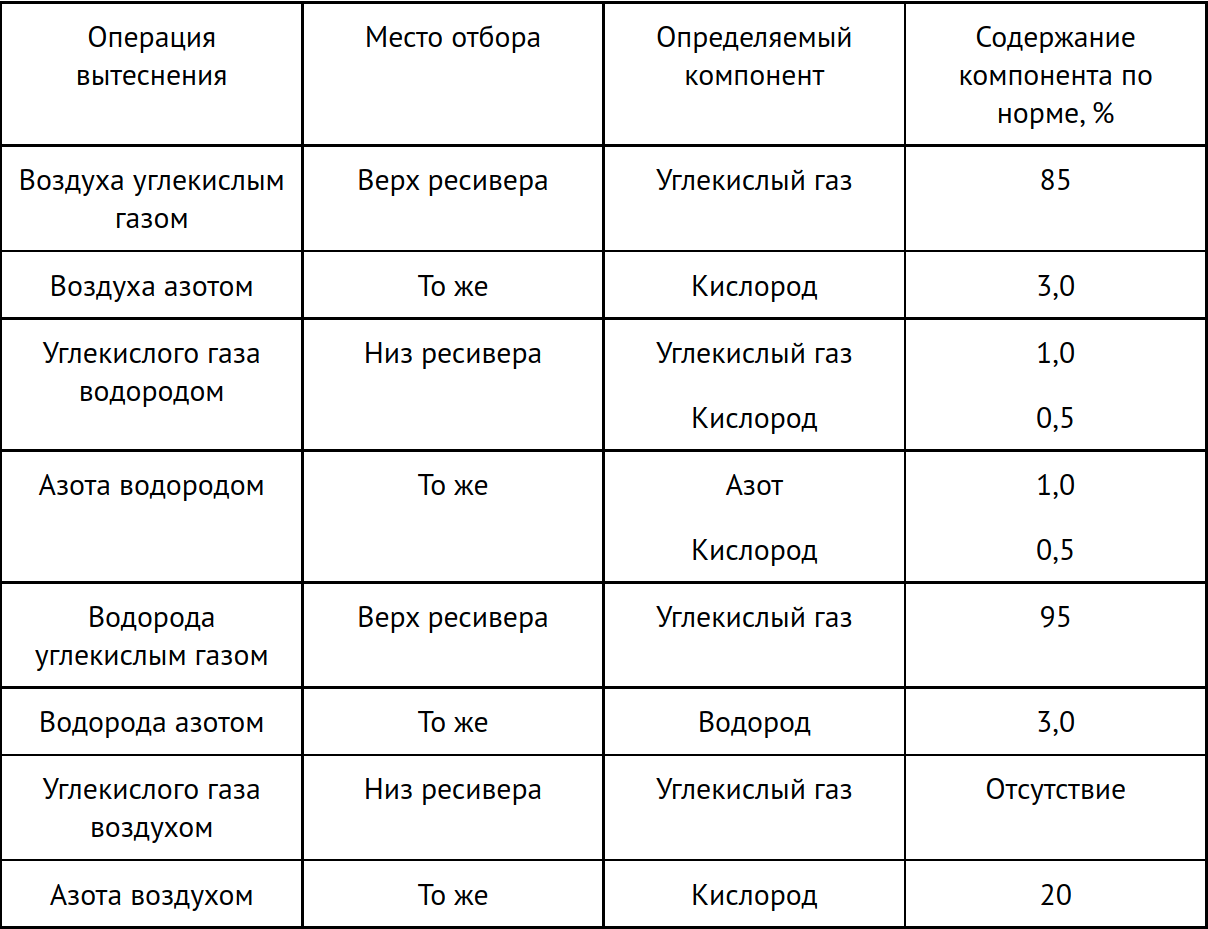 Операция вытеснения
Место отбора
Определяемый компонент
Содержание компонента по норме, %
Воздуха углекислым газом
Верх ресивера
Углекислый газ
85
Воздуха азотом
То же
Кислород
3,0
Углекислого газа водородом
Низ ресивера
Углекислый газ
1,0
Кислород
0,5
Азота водородом
То же
Азот
1,0
Кислород
0,5
Водорода углекислым газом
Верх ресивера
Углекислый газ
95
Водорода азотом
То же
Водород
3,0
Углекислого газа воздухом
Низ ресивера
Углекислый газ
Отсутствие
Азота воздухом
То же
Кислород
20